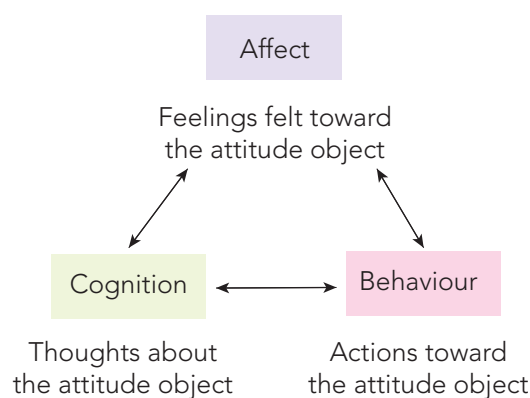 Affect
Feelings felt toward
the attitude object
Cognition
Thoughts about
the attitude object
Behaviour
Actions toward
the attitude object